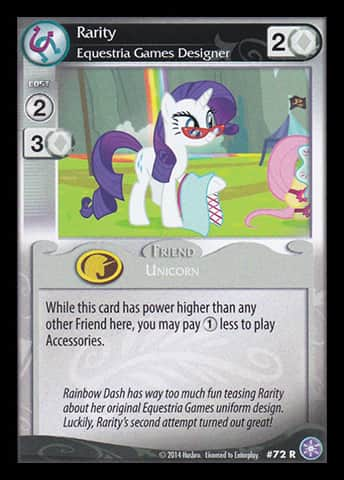 Rarity
Equestria Games Designer
2
COST
2
3
FRIEND
UNICORN
While this card has power higher than any
other Friend here, you may pay 1 less to play
Accessories.
Rainbow Dash has way too much fun teasing Rarity
about her original Equestria Games uniform design.
Luckily, Rarity's second attempt turned out great!
© 2014 Hasbro. Licensed to Enterplay. #72 R